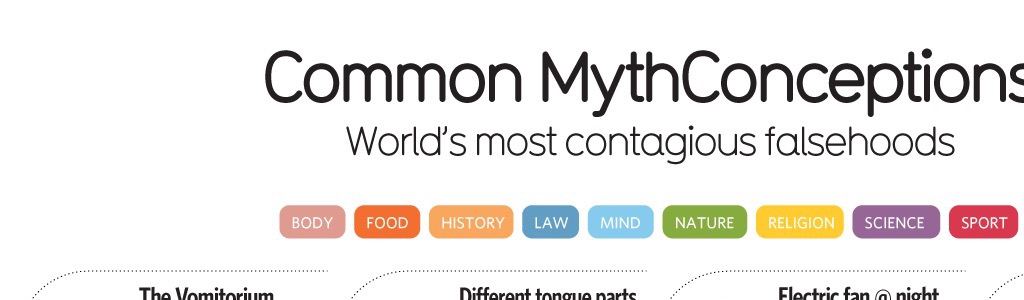 Common MythConceptions
World's most contagious falsehoods
BODY FOOD HISTORY LAW MIND NATURE RELIGION SCIENCE SPORT
The Vomitorium Different tongue parts Electric fan @ night